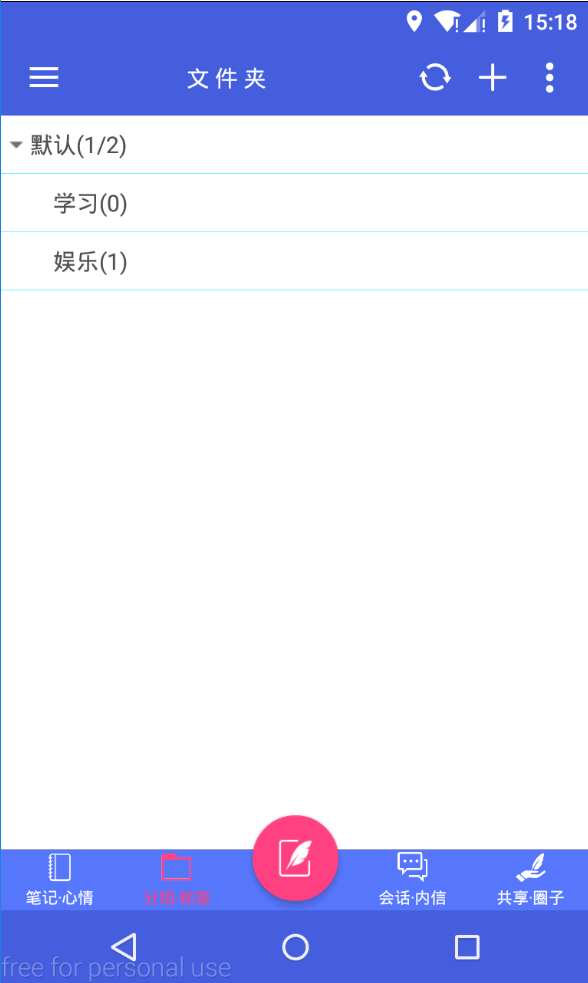 15:18
文件夹
默认(1/2)
学习(0)
娱乐(1)
笔记·心情
分组·标签
会话·内信
共享·圈子
free for personal use